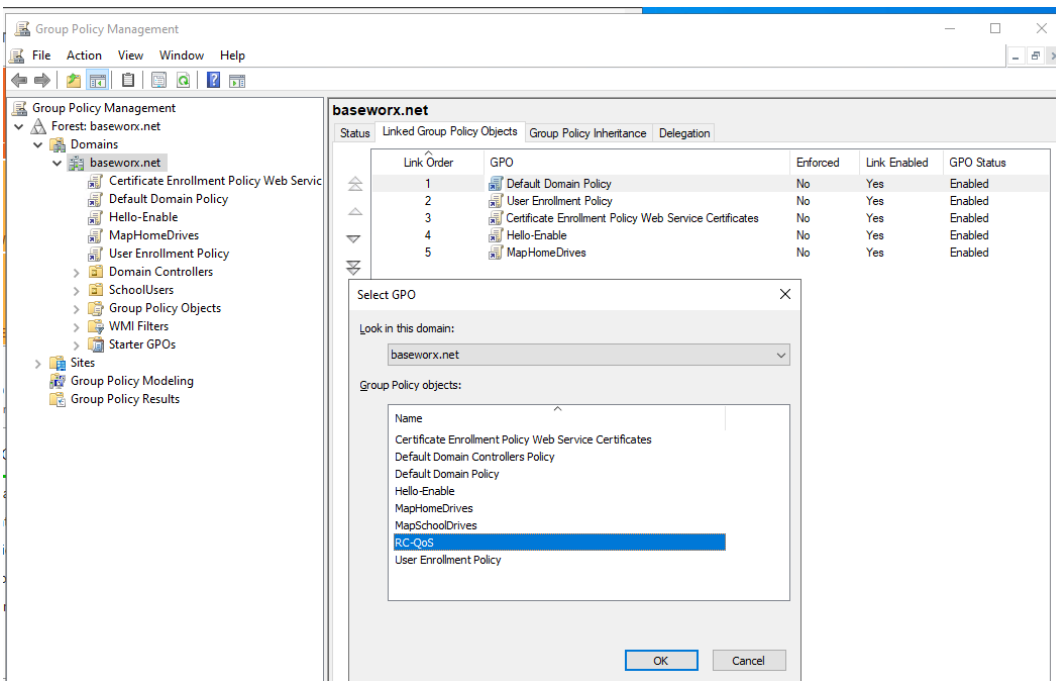 Group Policy Management
File Action View Window Help
Group Policy Management
Forest: baseworx.net
Domains
baseworx.net
Certificate Enrollment Policy Web Servic
Default Domain Policy
Hello-Enable
MapHomeDrives
User Enrollment Policy
Domain Controllers
SchoolUsers
Group Policy Objects
WMI Filters
Starter GPOs
Sites
Group Policy Modeling
Group Policy Results
baseworx.net
Status Linked Group Policy Objects Group Policy Inheritance Delegation
Link Order GPO Enforced Link Enabled GPO Status
1 Default Domain Policy No Yes Enabled
2 User Enrollment Policy No Yes Enabled
3 Certificate Enrollment Policy Web Service Certificates No Yes Enabled
4 Hello-Enable No Yes Enabled
5 MapHomeDrives No Yes Enabled
Select GPO
Look in this domain:
baseworx.net
Group Policy objects:
Name
Certificate Enrollment Policy Web Service Certificates
Default Domain Controllers Policy
Default Domain Policy
Hello-Enable
MapHomeDrives
MapSchoolDrives
RC-QoS
User Enrollment Policy
OK Cancel